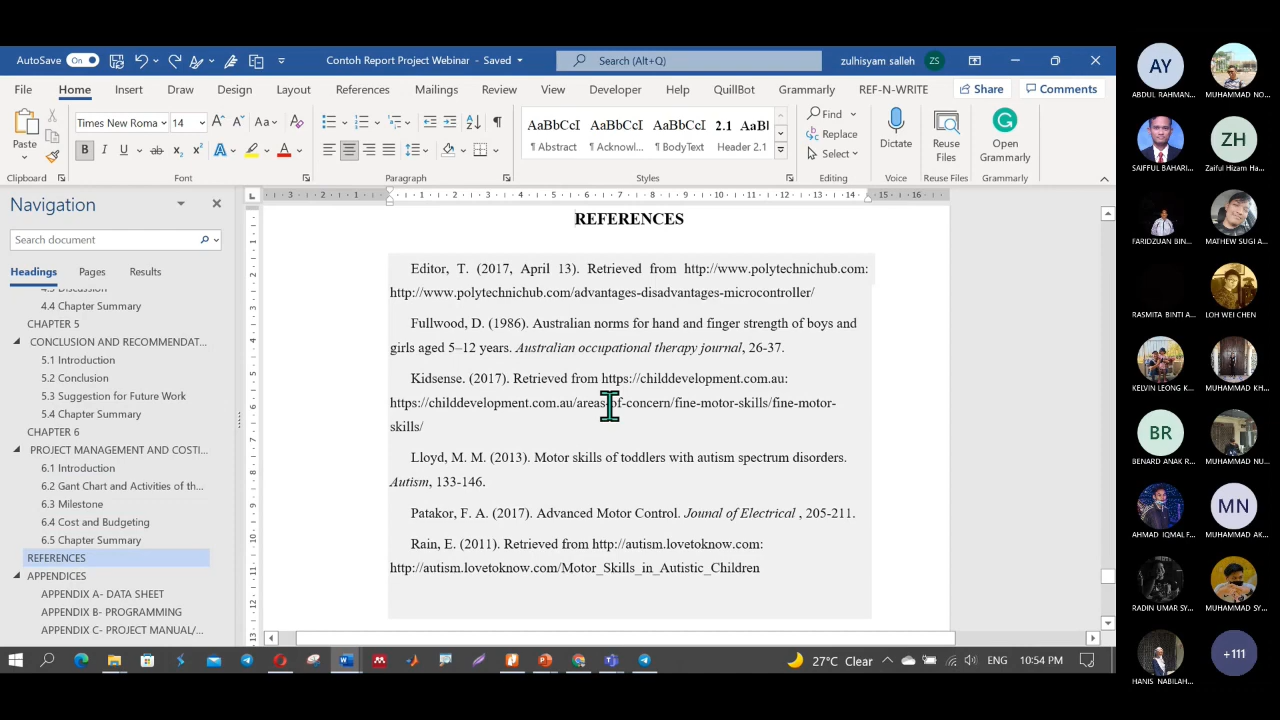 AutoSave On
Contoh Report Project Webinar - Saved
Search (Alt+Q)
zulhisyam salleh ZS
File Home Insert Draw Design Layout References Mailings Review View Developer Help QuillBot Grammarly REF-N-WRITE Share Comments
Paste
Clipboard
Times New Roma 14
Aa
B I U ab x₂ x² A A
Font
Paragraph
AaBbCcI AaBbCcI AaBbCcI 2.1 AaBl
¶ Abstract ¶ Acknowl... ¶ BodyText Header 2.1
Styles
Find
Replace
Select
Editing
Dictate
Voice
Reuse
Files
Reuse Files
Open
Grammarly
Grammarly
Navigation
Search document
Headings Pages Results
4.3 Discussion
4.4 Chapter Summary
CHAPTER 5
CONCLUSION AND RECOMMENDAT...
5.1 Introduction
5.2 Conclusion
5.3 Suggestion for Future Work
5.4 Chapter Summary
CHAPTER 6
PROJECT MANAGEMENT AND COSTI...
6.1 Introduction
6.2 Gant Chart and Activities of th...
6.3 Milestone
6.4 Cost and Budgeting
6.5 Chapter Summary
REFERENCES
APPENDICES
APPENDIX A- DATA SHEET
APPENDIX B- PROGRAMMING
APPENDIX C- PROJECT MANUAL/...
REFERENCES
Editor, T. (2017, April 13). Retrieved from http://www.polytechnichub.com:
http://www.polytechnichub.com/advantages-disadvantages-microcontroller/
Fullwood, D. (1986). Australian norms for hand and finger strength of boys and
girls aged 5–12 years. Australian occupational therapy journal, 26-37.
Kidsense. (2017). Retrieved from https://childdevelopment.com.au:
https://childdevelopment.com.au/areas-of-concern/fine-motor-skills/fine-motor-
skills/
Lloyd, M. M. (2013). Motor skills of toddlers with autism spectrum disorders.
Autism, 133-146.
Patakor, F. A. (2017). Advanced Motor Control. Jounal of Electrical , 205-211.
Rain, E. (2011). Retrieved from http://autism.lovetoknow.com:
http://autism.lovetoknow.com/Motor_Skills_in_Autistic_Children
27°C Clear
ENG
10:54 PM
AY
ABDUL RAHMAN...
MUHAMMAD NO...
SAIFFUL BAHARI...
ZH
Zaiful Hizam Ha...
FARIDZUAN BIN...
MATHEW SUGI A...
RASMITA BINTI A...
LOH WEI CHEN
KELVIN LEONG K...
MUHAMMAD KH...
BR
BENARD ANAK R...
MUHAMMAD NU...
AHMAD IQMAL F...
MN
MUHAMMAD AK...
RADIN UMAR SY...
MUHAMMAD SY...
HANIS NABILAH...
+111